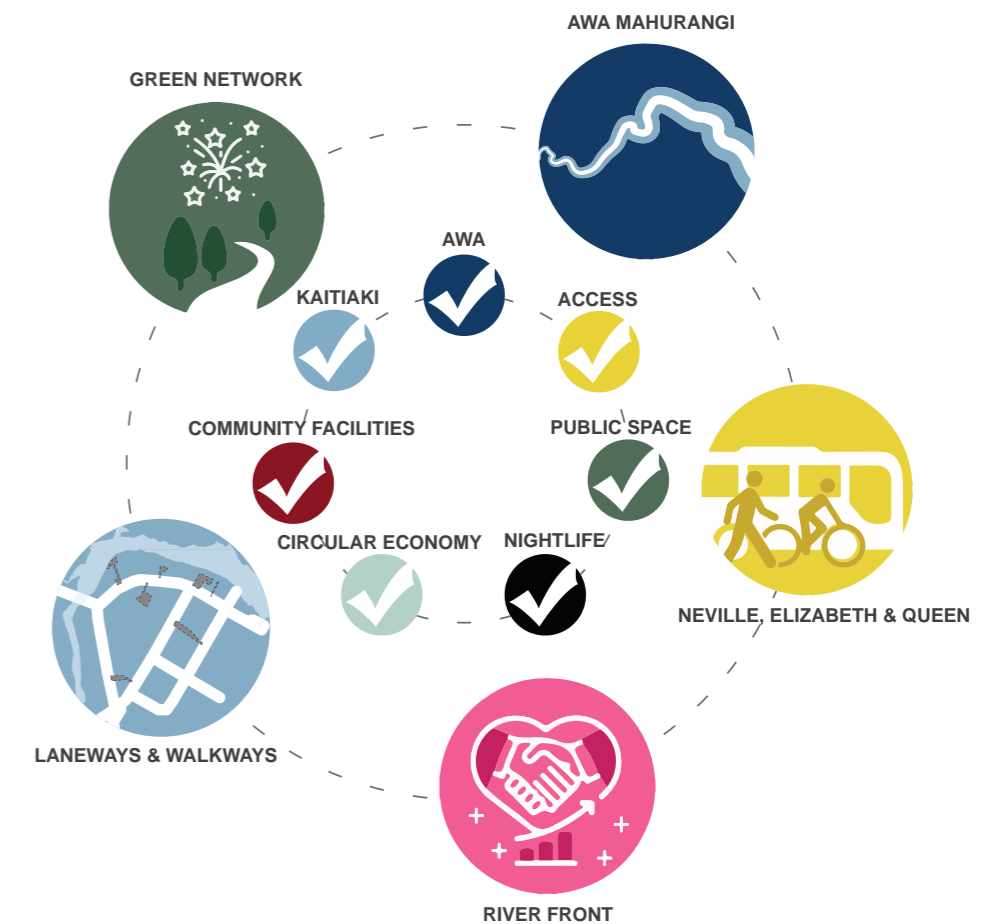 AWA MAHURANGI
GREEN NETWORK
AWA
KAITIAKI
ACCESS
COMMUNITY FACILITIES
PUBLIC SPACE
CIRCULAR ECONOMY
NIGHTLIFE
NEVILLE, ELIZABETH & QUEEN
LANEWAYS & WALKWAYS
RIVER FRONT